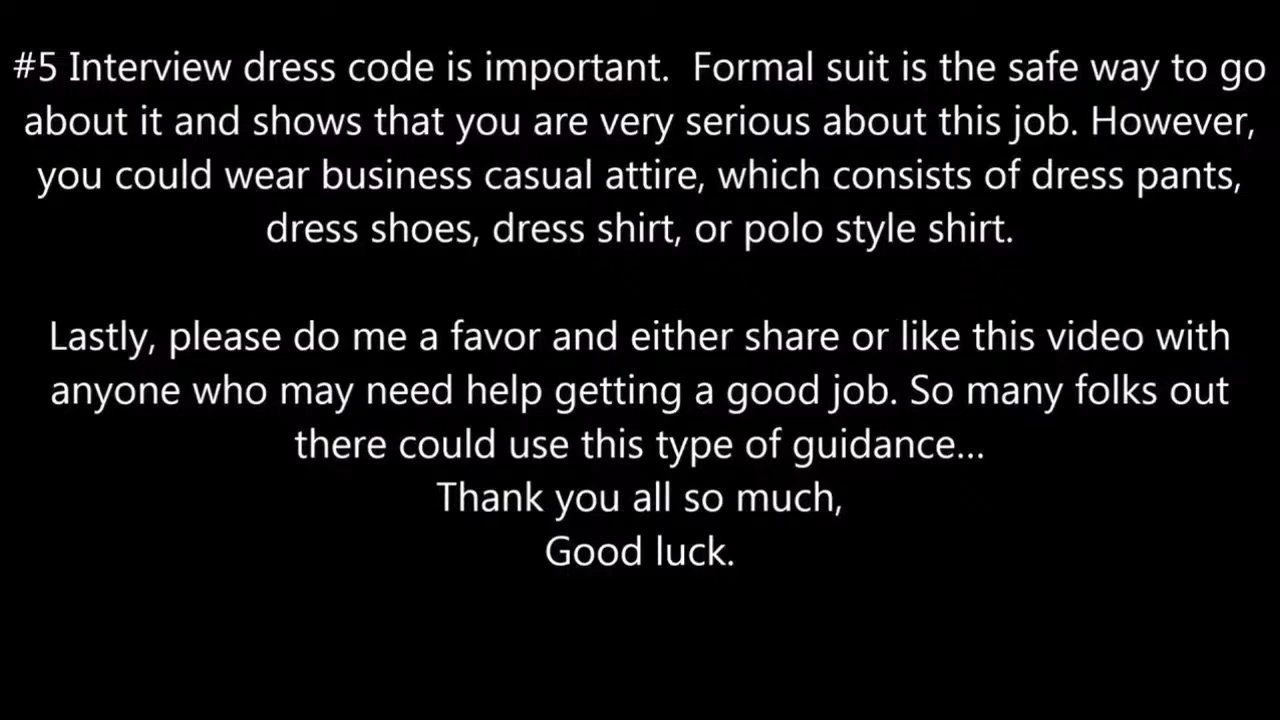 #5 Interview dress code is important.  Formal suit is the safe way to go
about it and shows that you are very serious about this job. However,
you could wear business casual attire, which consists of dress pants,
dress shoes, dress shirt, or polo style shirt.
Lastly, please do me a favor and either share or like this video with
anyone who may need help getting a good job. So many folks out
there could use this type of guidance...
Thank you all so much,
Good luck.